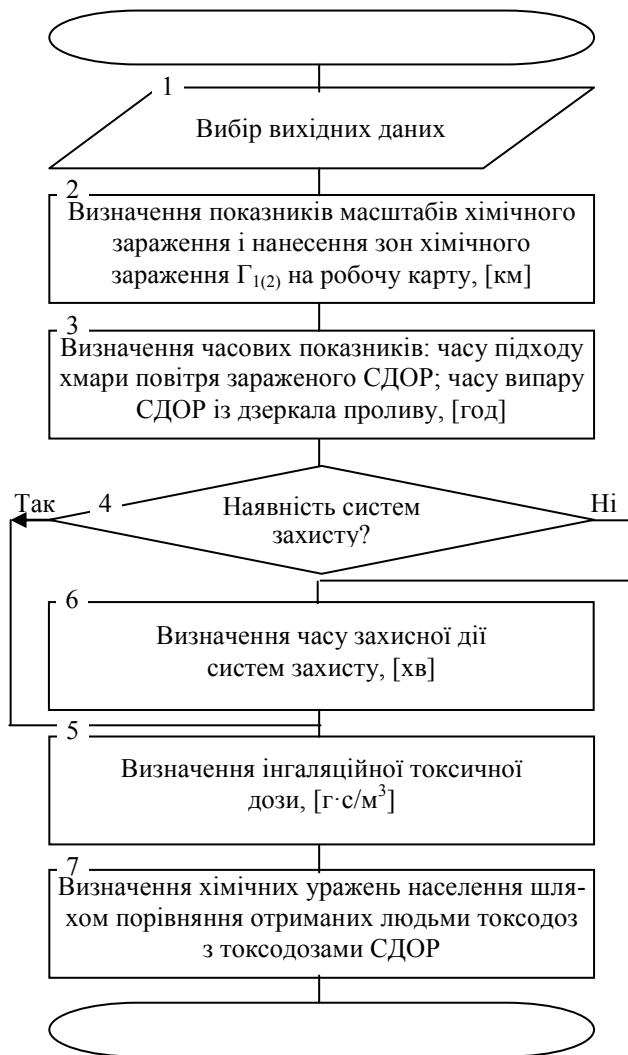 1
Вибір вихідних даних
2
Визначення показників масштабів хімічного
зараження і нанесення зон хімічного
зараження Г1(2) на робочу карту, [км]
3
Визначення часових показників: часу підходу
хмари повітря зараженого СДОР; часу випару
СДОР із дзеркала проливу, [год]
Так
4
Наявність систем
захисту?
Ні
6
Визначення часу захисної дії
систем захисту, [хв]
5
Визначення інгаляційної токсичної
дози, [г·с/м³]
7
Визначення хімічних уражень населення шля-
хом порівняння отриманих людьми токсодоз
з токсодозами СДОР